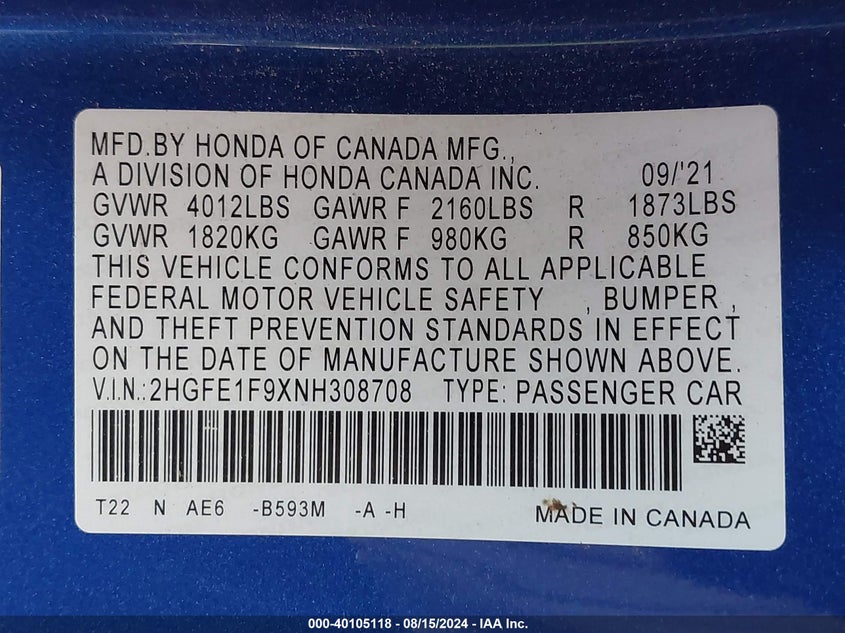 MFD.BY HONDA OF CANADA MFG.,
A DIVISION OF HONDA CANADA INC. 09/'21
GVWR 4012LBS GAWR F 2160LBS R 1873LBS
GVWR 1820KG GAWR F 980KG R 850KG
THIS VEHICLE CONFORMS TO ALL APPLICABLE
FEDERAL MOTOR VEHICLE SAFETY , BUMPER ,
AND THEFT PREVENTION STANDARDS IN EFFECT
ON THE DATE OF MANUFACTURE SHOWN ABOVE.
V.I.N.:2HGFE1F9XNH308708 TYPE: PASSENGER CAR
T22 N AE6 -B593M -A -H MADE IN CANADA
000-40105118 - 08/15/2024 - IAA Inc.